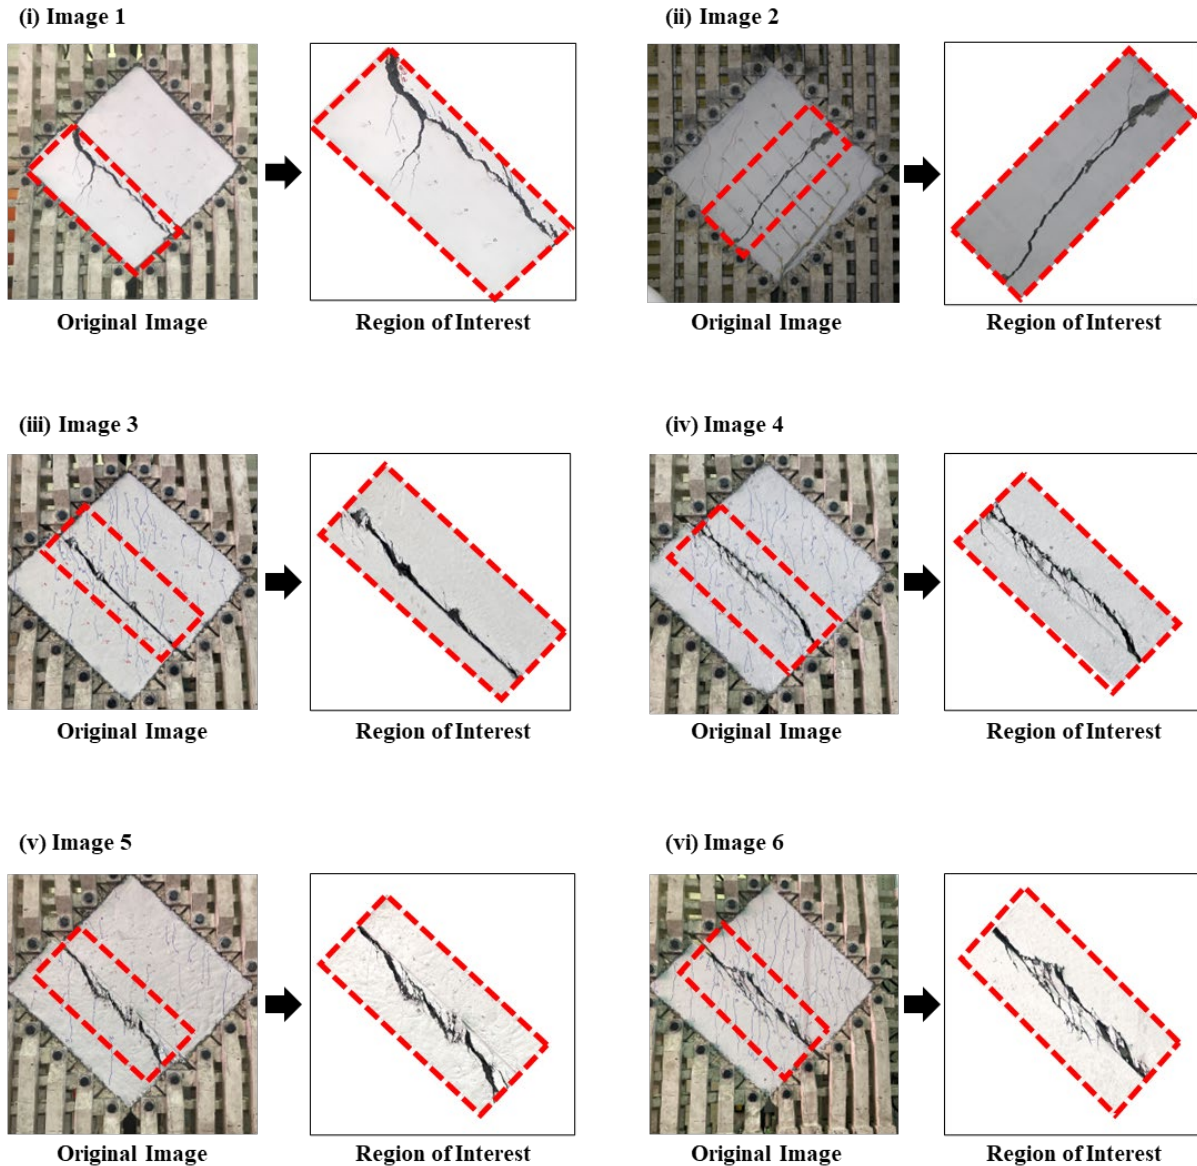 (i) Image 1
(ii) Image 2
Original Image
Region of Interest
Original Image
Region of Interest
(iii) Image 3
(iv) Image 4
Original Image
Region of Interest
Original Image
Region of Interest
(v) Image 5
(vi) Image 6
Original Image
Region of Interest
Original Image
Region of Interest